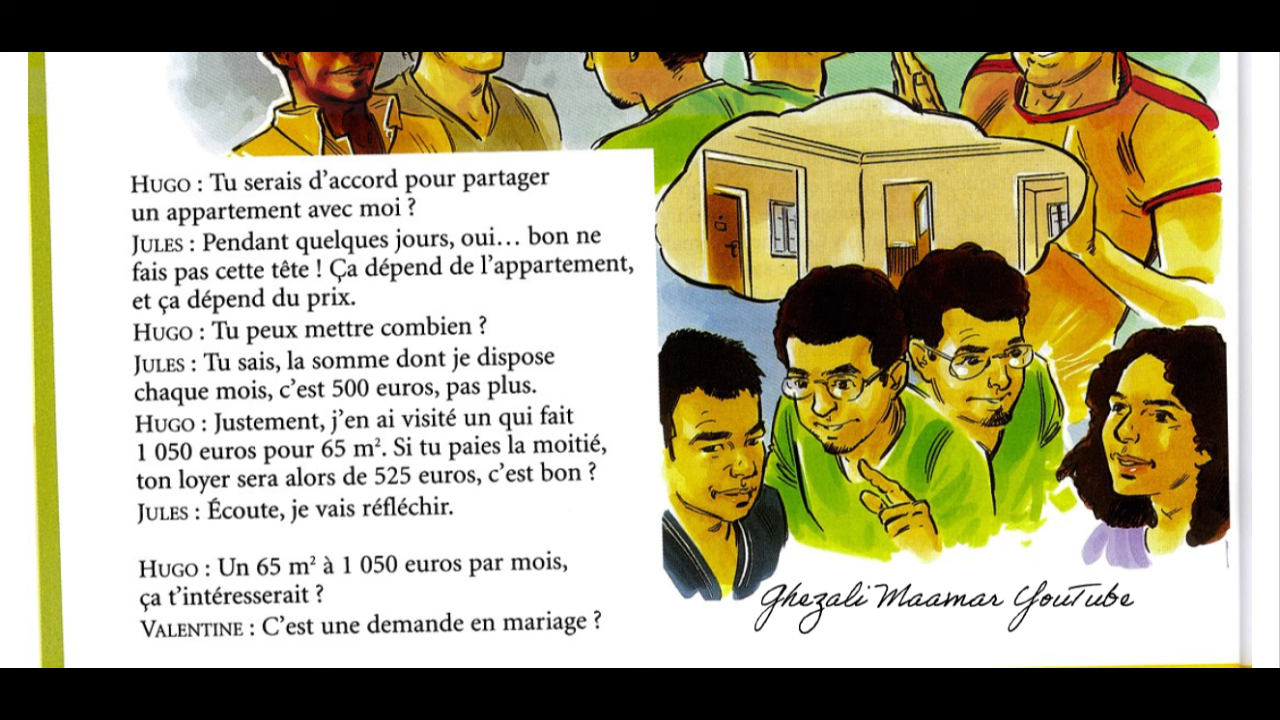 HUGO : Tu serais d'accord pour partager
un appartement avec moi ?
JULES : Pendant quelques jours, oui… bon ne
fais pas cette tête ! Ça dépend de l'appartement,
et ça dépend du prix.
HUGO : Tu peux mettre combien ?
JULES : Tu sais, la somme dont je dispose
chaque mois, c'est 500 euros, pas plus.
HUGO : Justement, j'en ai visité un qui fait
1 050 euros pour 65 m². Si tu paies la moitié,
ton loyer sera alors de 525 euros, c'est bon ?
JULES : Écoute, je vais réfléchir.
HUGO : Un 65 m² à 1 050 euros par mois,
ça t'intéresserait ?
VALENTINE : C'est une demande en mariage ?
Ghezali Maamar YouTube